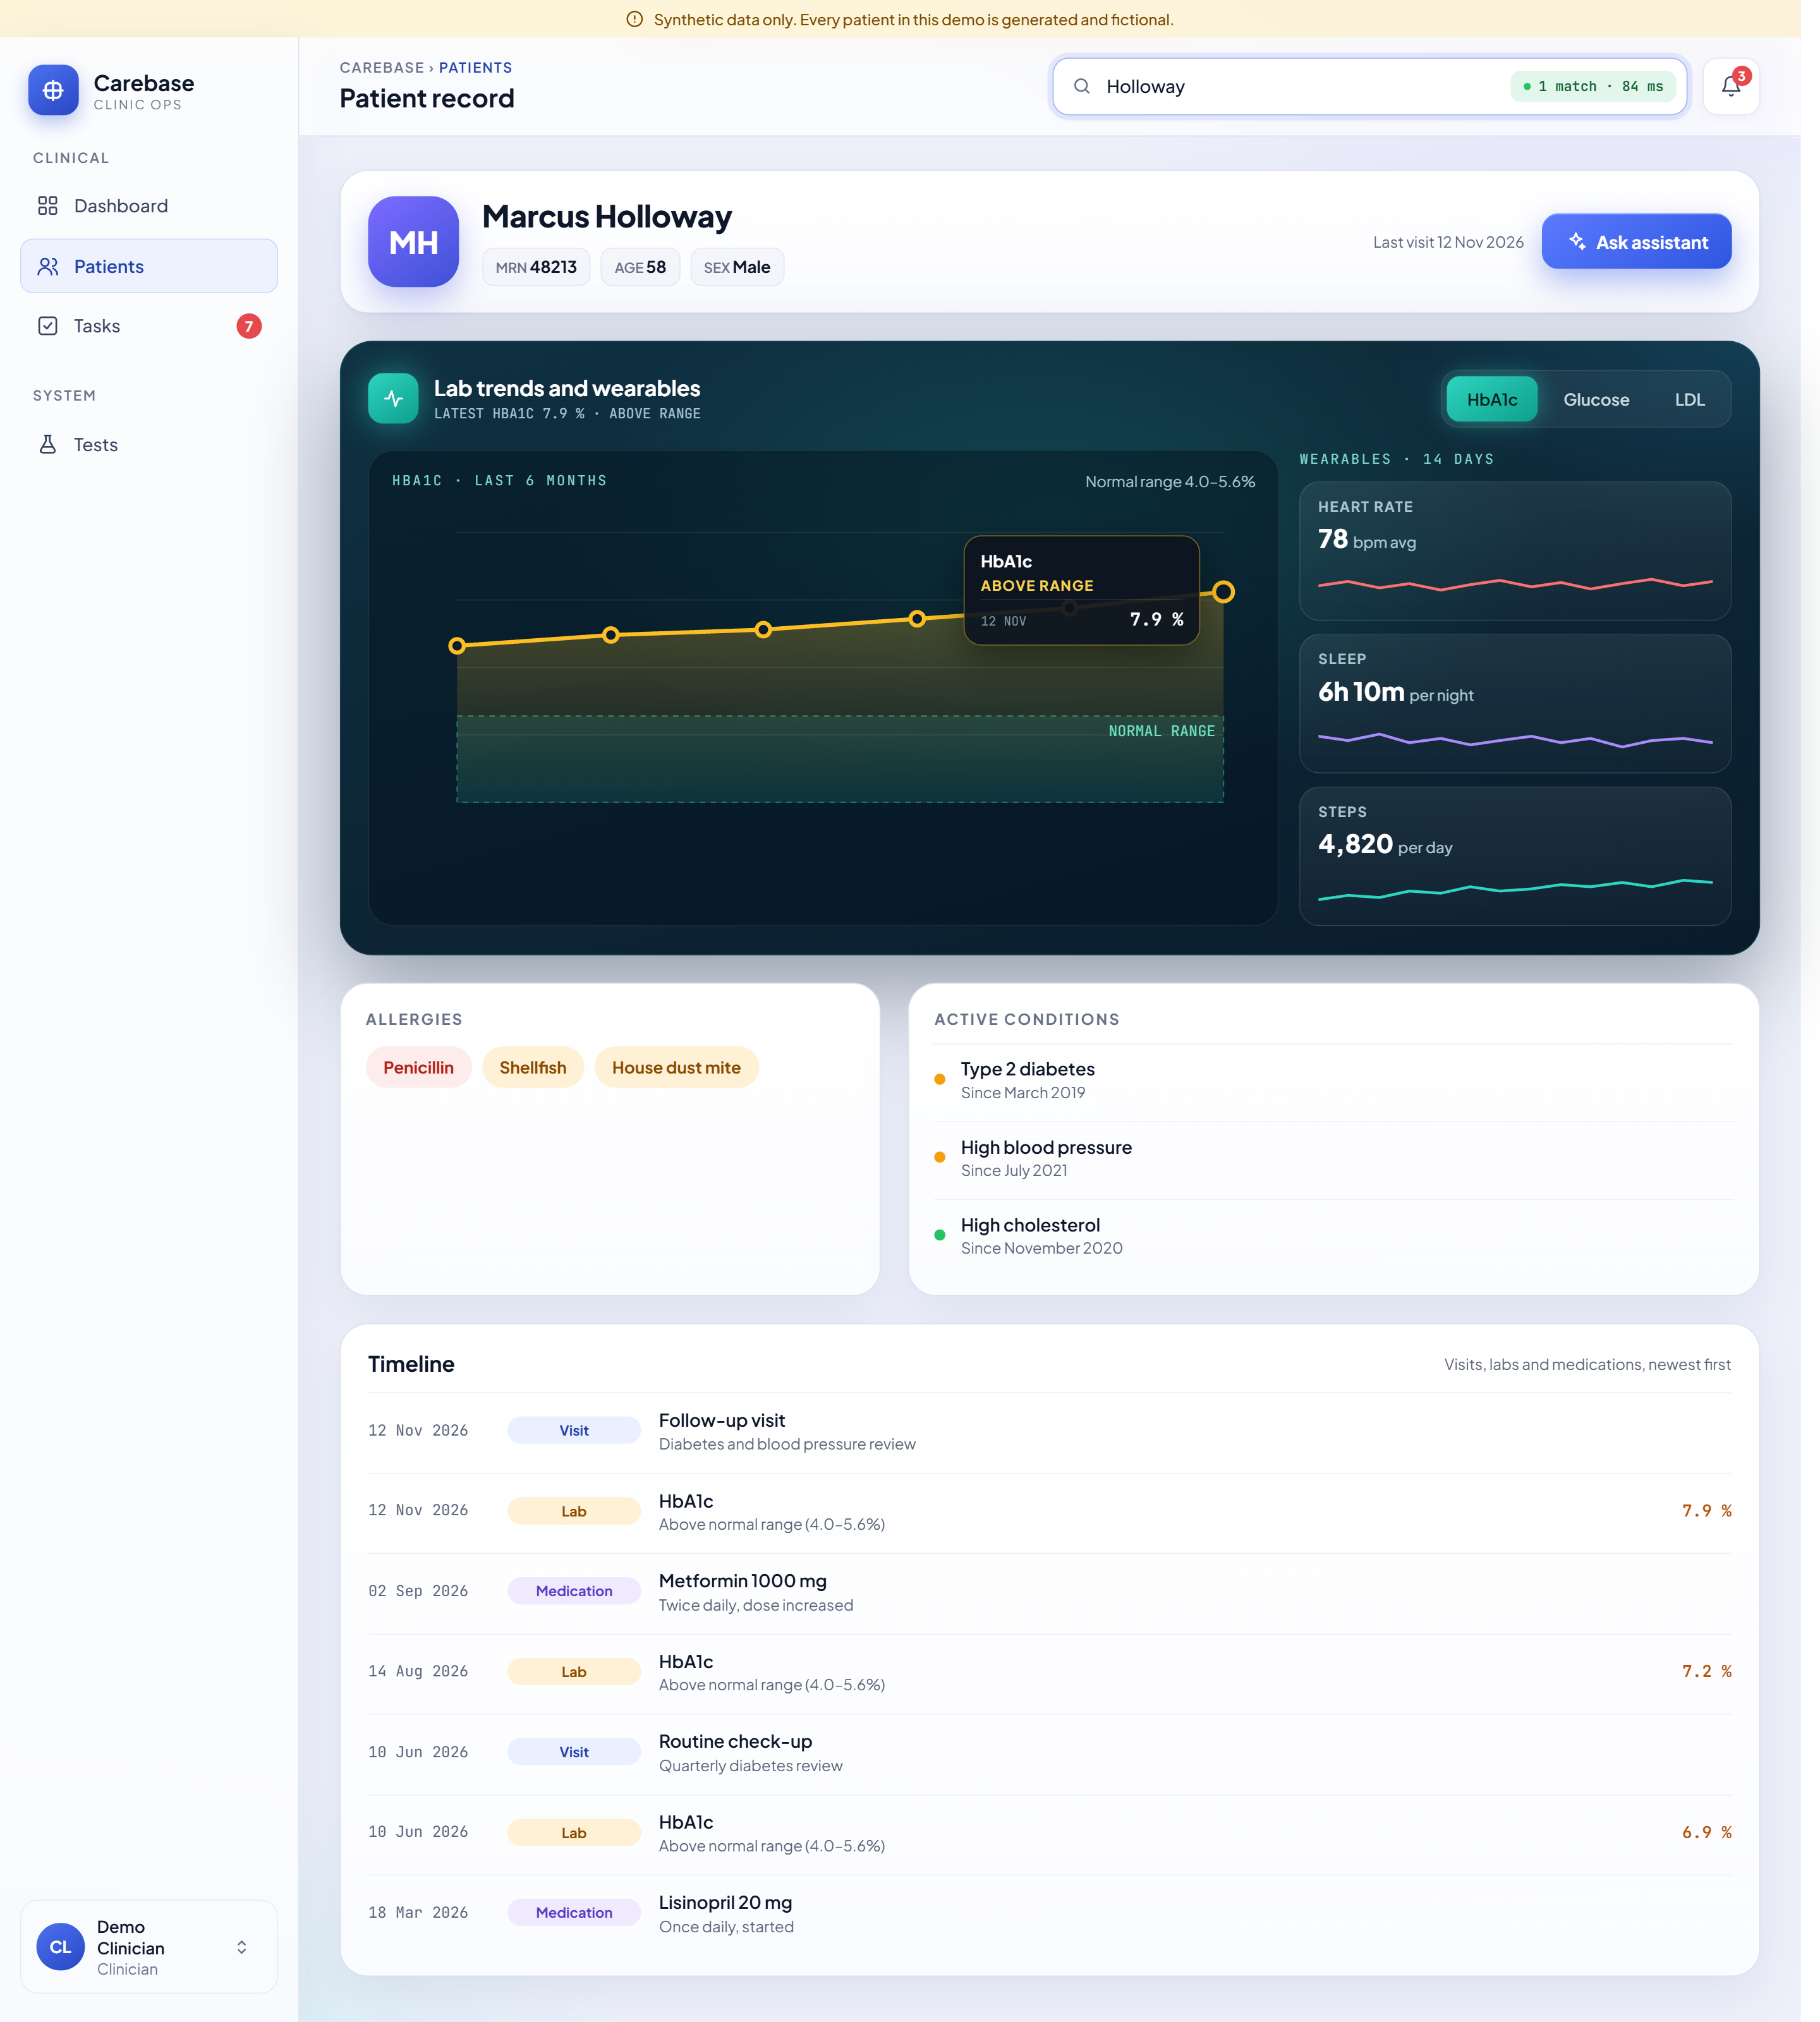 Synthetic data only. Every patient in this demo is generated and fictional.
Carebase
CLINIC OPS
CLINICAL
Dashboard
Patients
Tasks
7
SYSTEM
Tests
Demo
Clinician
CL
Clinician
CAREBASE › PATIENTS
Patient record
Holloway
1 match · 84 ms
3
MH
Marcus Holloway
MRN 48213
AGE 58
SEX Male
Last visit 12 Nov 2026
Ask assistant
Lab trends and wearables
LATEST HBA1C 7.9 % · ABOVE RANGE
HbA1c
Glucose
LDL
HBA1C · LAST 6 MONTHS
Normal range 4.0–5.6%
HbA1c
ABOVE RANGE
12 NOV
7.9 %
NORMAL RANGE
WEARABLES · 14 DAYS
HEART RATE
78 bpm avg
SLEEP
6h 10m per night
STEPS
4,820 per day
ALLERGIES
Penicillin
Shellfish
House dust mite
ACTIVE CONDITIONS
Type 2 diabetes
Since March 2019
High blood pressure
Since July 2021
High cholesterol
Since November 2020
Timeline
Visits, labs and medications, newest first
12 Nov 2026
Visit
Follow-up visit
Diabetes and blood pressure review
12 Nov 2026
Lab
HbA1c
Above normal range (4.0–5.6%)
7.9 %
02 Sep 2026
Medication
Metformin 1000 mg
Twice daily, dose increased
14 Aug 2026
Lab
HbA1c
Above normal range (4.0–5.6%)
7.2 %
10 Jun 2026
Visit
Routine check-up
Quarterly diabetes review
10 Jun 2026
Lab
HbA1c
Above normal range (4.0–5.6%)
6.9 %
18 Mar 2026
Medication
Lisinopril 20 mg
Once daily, started